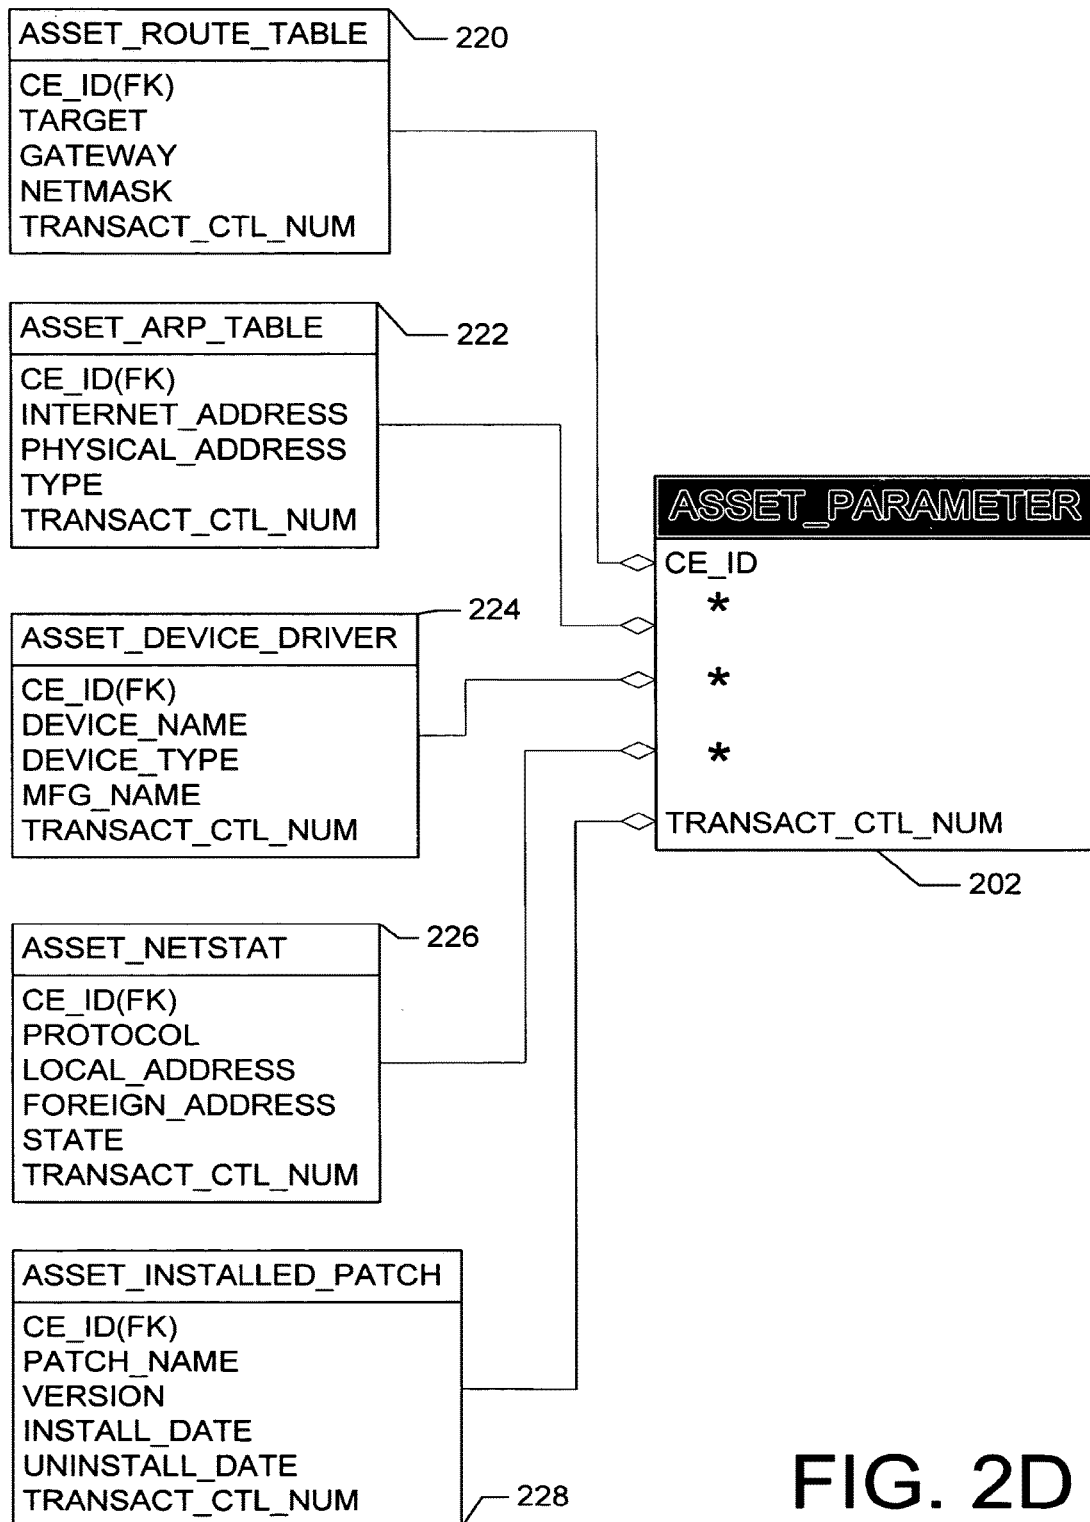 ASSET_ROUTE_TABLE
220
CE_ID(FK)
TARGET
GATEWAY
NETMASK
TRANSACT_CTL_NUM
ASSET_ARP_TABLE
222
CE_ID(FK)
INTERNET_ADDRESS
PHYSICAL_ADDRESS
TYPE
TRANSACT_CTL_NUM
ASSET_DEVICE_DRIVER
224
CE_ID(FK)
DEVICE_NAME
DEVICE_TYPE
MFG_NAME
TRANSACT_CTL_NUM
ASSET_NETSTAT
226
CE_ID(FK)
PROTOCOL
LOCAL_ADDRESS
FOREIGN_ADDRESS
STATE
TRANSACT_CTL_NUM
ASSET_INSTALLED_PATCH
CE_ID(FK)
PATCH_NAME
VERSION
INSTALL_DATE
UNINSTALL_DATE
TRANSACT_CTL_NUM
228
ASSET_PARAMETER
CE_ID
*
*
*
TRANSACT_CTL_NUM
202
FIG. 2D